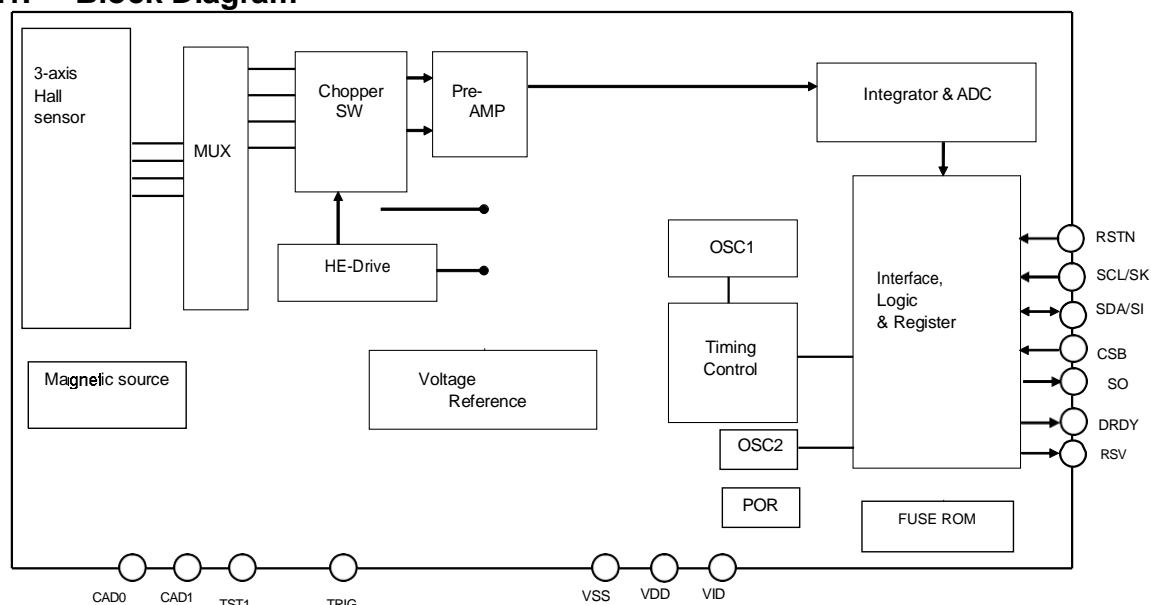 Block Diagram
3-axis
Hall
sensor
MUX
Chopper
SW
Pre-
AMP
Integrator & ADC
HE-Drive
OSC1
Interface,
Logic
& Register
Timing
Control
Magnetic source
Voltage
Reference
OSC2
POR
FUSE ROM
RSTN
SCL/SK
SDA/SI
CSB
SO
DRDY
RSV
CAD0
CAD1
TST1
TRIG
VSS
VDD
VID